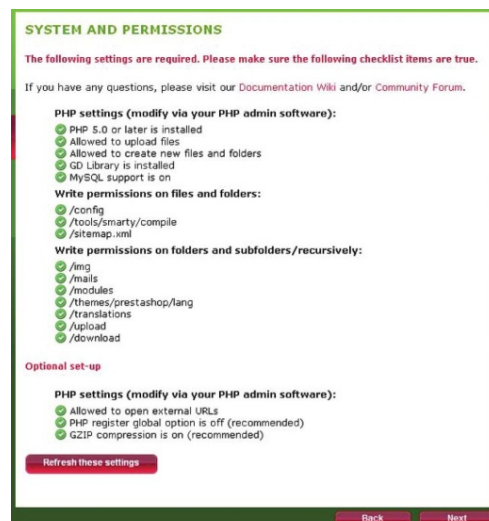 SYSTEM AND PERMISSIONS
The following settings are required. Please make sure the following checklist items are true.
If you have any questions, please visit our Documentation Wiki and/or Community Forum.
PHP settings (modify via your PHP admin software):
PHP 5.0 or later is installed
Allowed to upload files
Allowed to create new files and folders
GD Library is installed
MySQL support is on
Write permissions on files and folders:
/config
/tools/smarty/compile
/sitemap.xml
Write permissions on folders and subfolders/recursively:
/img
/mails
/modules
/themes/prestashop/lang
/translations
/upload
/download
Optional set-up
PHP settings (modify via your PHP admin software):
Allowed to open external URLs
PHP register global option is off (recommended)
GZIP compression is on (recommended)
Refresh these settings
Back Next